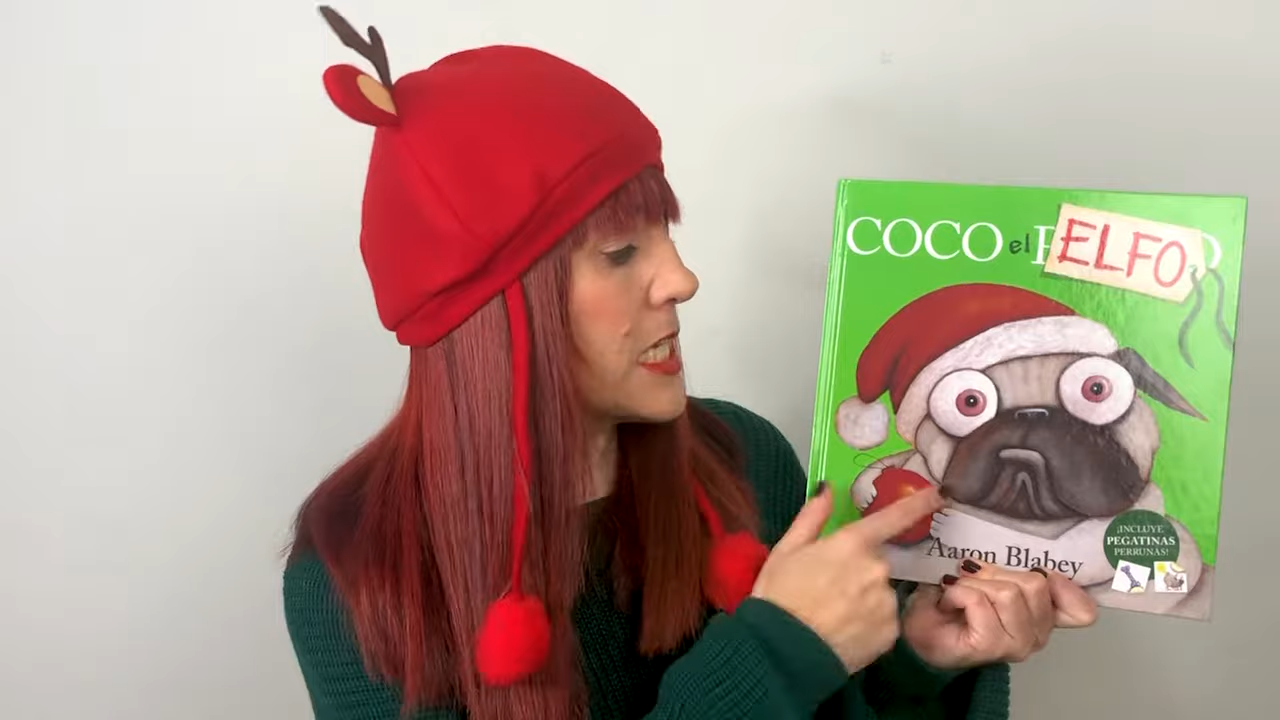 COCO el ELFO
Aaron Blabey
¡INCLUYE
PEGATINAS
PERRUNAS!